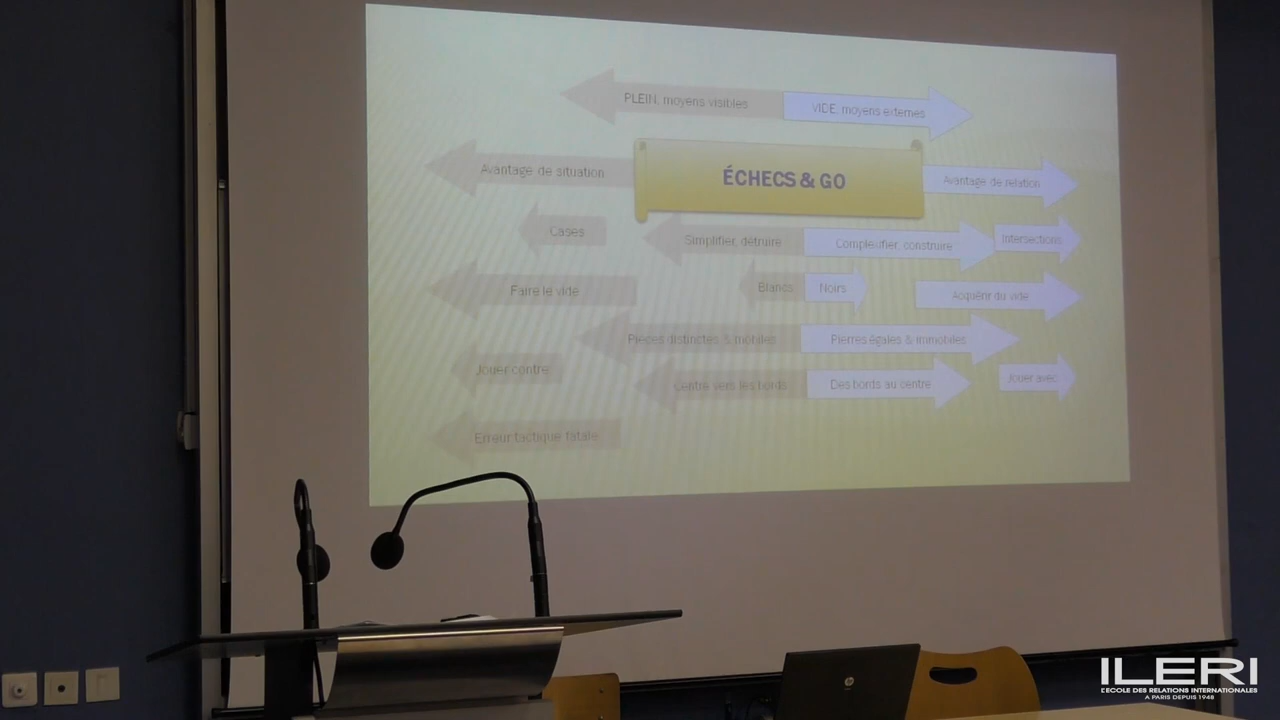 PLEIN, moyens visibles
VIDE, moyens externes
Avantage de situation
ÉCHECS & GO
Avantage de relation
Cases
Simplifier, détruire
Complexifier, construire
Intersections
Faire le vide
Blancs
Noirs
Acquérir du vide
Pièces distinctes & mobiles
Pierres égales & immobiles
Jouer contre
Centre vers les bords
Des bords au centre
Jouer avec
Erreur tactique fatale
hp
ILERI
L'ECOLE DES RELATIONS INTERNATIONALES
A PARIS DEPUIS 1948